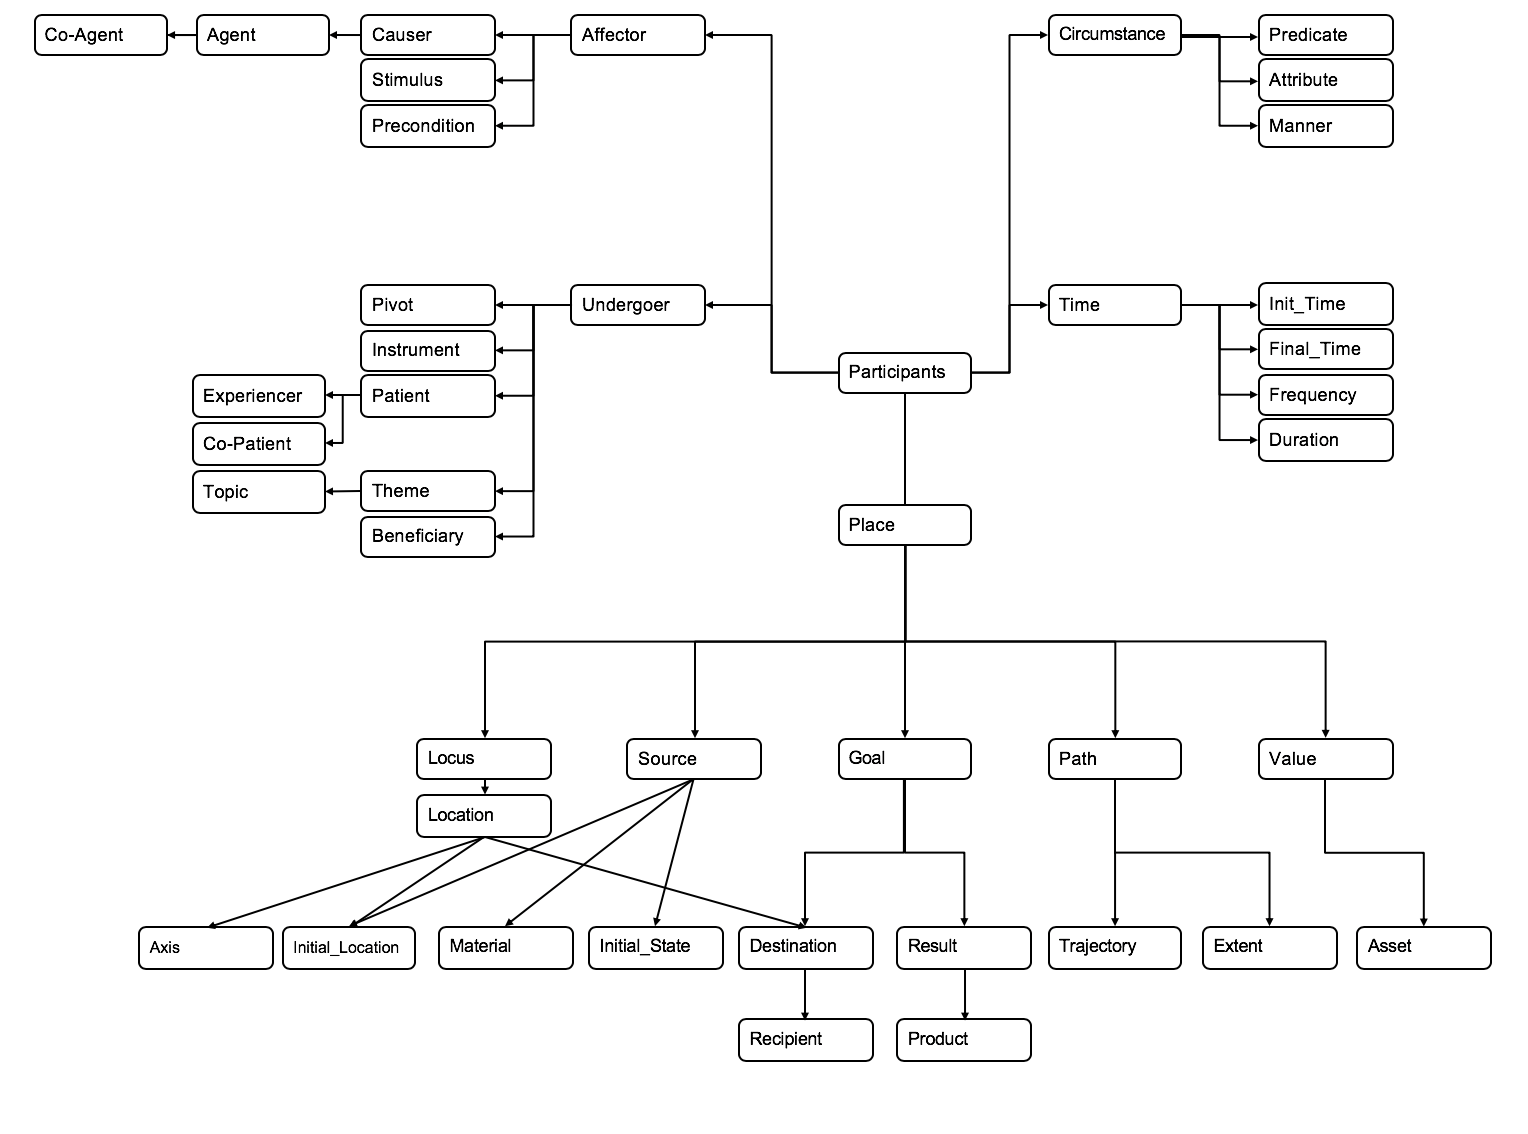 Co-Agent
Agent
Causer
Affector
Circumstance
Predicate
Stimulus
Attribute
Precondition
Manner
Pivot
Undergoer
Time
Init_Time
Instrument
Final_Time
Participants
Experiencer
Patient
Frequency
Co-Patient
Duration
Topic
Theme
Place
Beneficiary
Locus
Source
Goal
Path
Value
Location
Axis
Initial_Location
Material
Initial_State
Destination
Result
Trajectory
Extent
Asset
Recipient
Product